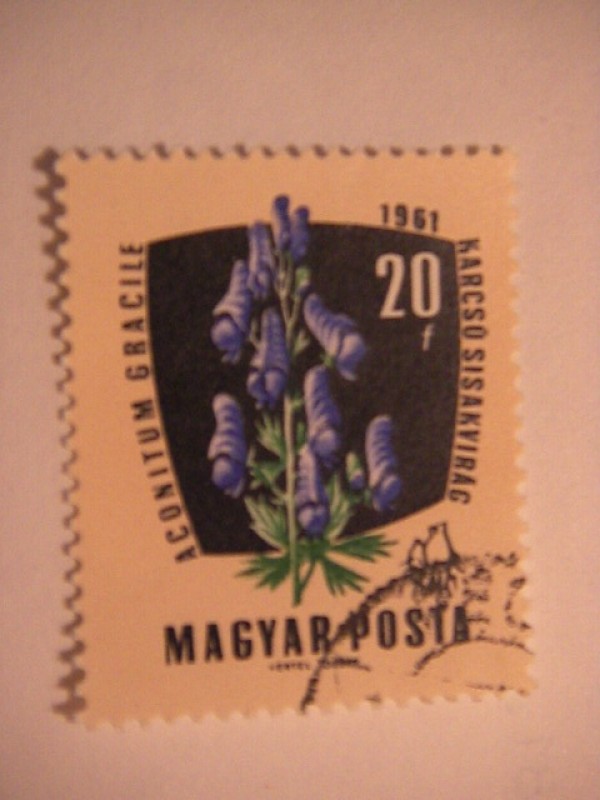 1961
20
f
ACONITUM GRACILE
KARCSÚ SISAKVIRÁG
MAGYAR POSTA